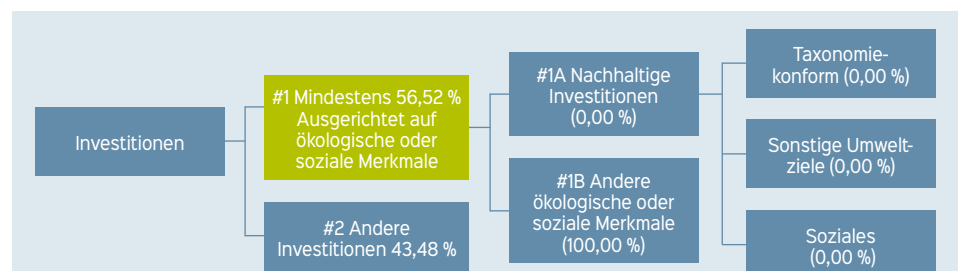 Investitionen
#1 Mindestens 56,52 %
Ausgerichtet auf
ökologische oder
soziale Merkmale
#2 Andere
Investitionen 43,48 %
#1A Nachhaltige
Investitionen
(0,00 %)
#1B Andere
ökologische oder
soziale Merkmale
(100,00 %)
Taxonomie-
konform (0,00 %)
Sonstige Umwelt-
ziele (0,00 %)
Soziales
(0,00 %)